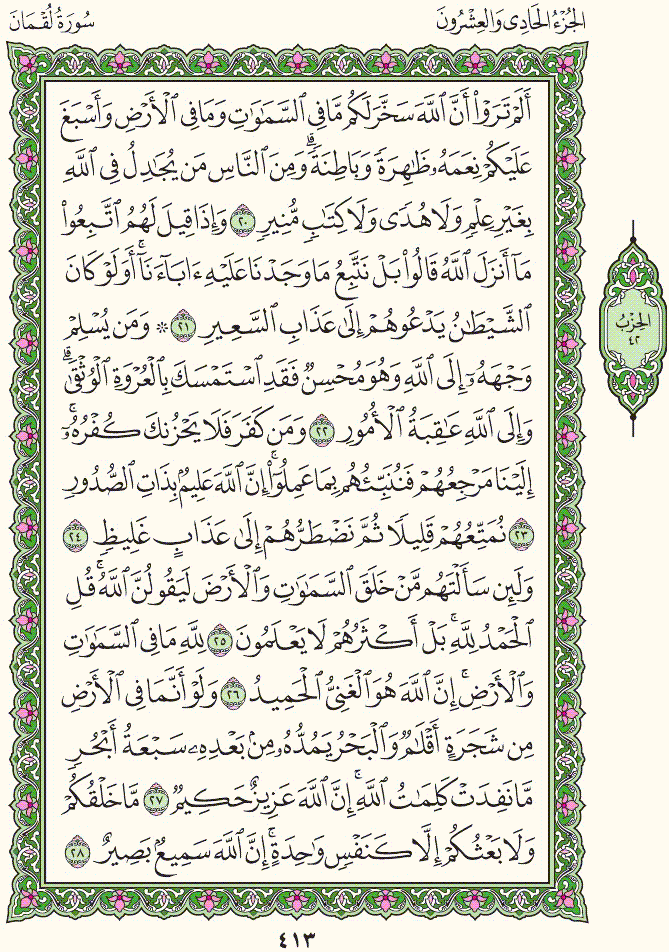 الجُزْءُ الحَادِى وَالعِشْرُونَ
سُورَةُ لُقْمَانَ
أَلَمْ تَرَوْا۟ أَنَّ ٱللَّهَ سَخَّرَ لَكُم مَّا فِى ٱلسَّمَـٰوَٰتِ وَمَا فِى ٱلْأَرْضِ وَأَسْبَغَ
عَلَيْكُمْ نِعَمَهُۥ ظَـٰهِرَةً وَبَاطِنَةً ۗ وَمِنَ ٱلنَّاسِ مَن يُجَـٰدِلُ فِى ٱللَّهِ
بِغَيْرِ عِلْمٍ وَلَا هُدًى وَلَا كِتَـٰبٍ مُّنِيرٍ ٢٠ وَإِذَا قِيلَ لَهُمُ ٱتَّبِعُوا۟
مَآ أَنزَلَ ٱللَّهُ قَالُوا۟ بَلْ نَتَّبِعُ مَا وَجَدْنَا عَلَيْهِ ءَابَآءَنَآ ۚ أَوَلَوْ كَانَ
ٱلشَّيْطَـٰنُ يَدْعُوهُمْ إِلَىٰ عَذَابِ ٱلسَّعِيرِ ٢١ ۞ وَمَن يُسْلِمْ
وَجْهَهُۥٓ إِلَى ٱللَّهِ وَهُوَ مُحْسِنٌ فَقَدِ ٱسْتَمْسَكَ بِٱلْعُرْوَةِ ٱلْوُثْقَىٰ ۗ
وَإِلَى ٱللَّهِ عَـٰقِبَةُ ٱلْأُمُورِ ٢٢ وَمَن كَفَرَ فَلَا يَحْزُنكَ كُفْرُهُۥٓ ۚ
إِلَيْنَا مَرْجِعُهُمْ فَنُنَبِّئُهُم بِمَا عَمِلُوٓا۟ ۚ إِنَّ ٱللَّهَ عَلِيمٌۢ بِذَاتِ ٱلصُّدُورِ
٢٣ نُمَتِّعُهُمْ قَلِيلًا ثُمَّ نَضْطَرُّهُمْ إِلَىٰ عَذَابٍ غَلِيظٍ ٢٤
وَلَئِن سَأَلْتَهُم مَّنْ خَلَقَ ٱلسَّمَـٰوَٰتِ وَٱلْأَرْضَ لَيَقُولُنَّ ٱللَّهُ ۚ قُلِ
ٱلْحَمْدُ لِلَّهِ ۚ بَلْ أَكْثَرُهُمْ لَا يَعْلَمُونَ ٢٥ لِلَّهِ مَا فِى ٱلسَّمَـٰوَٰتِ
وَٱلْأَرْضِ ۚ إِنَّ ٱللَّهَ هُوَ ٱلْغَنِىُّ ٱلْحَمِيدُ ٢٦ وَلَوْ أَنَّمَا فِى ٱلْأَرْضِ
مِن شَجَرَةٍ أَقْلَـٰمٌ وَٱلْبَحْرُ يَمُدُّهُۥ مِنۢ بَعْدِهِۦ سَبْعَةُ أَبْحُرٍ
مَّا نَفِدَتْ كَلِمَـٰتُ ٱللَّهِ ۗ إِنَّ ٱللَّهَ عَزِيزٌ حَكِيمٌ ٢٧ مَّا خَلْقُكُمْ
وَلَا بَعْثُكُمْ إِلَّا كَنَفْسٍ وَٰحِدَةٍ ۗ إِنَّ ٱللَّهَ سَمِيعٌۢ بَصِيرٌ ٢٨
الحِزْبُ
٤٢
٤١٣